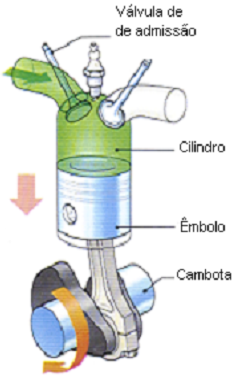 Válvula de
de admissão
Cilindro
Êmbolo
Cambota